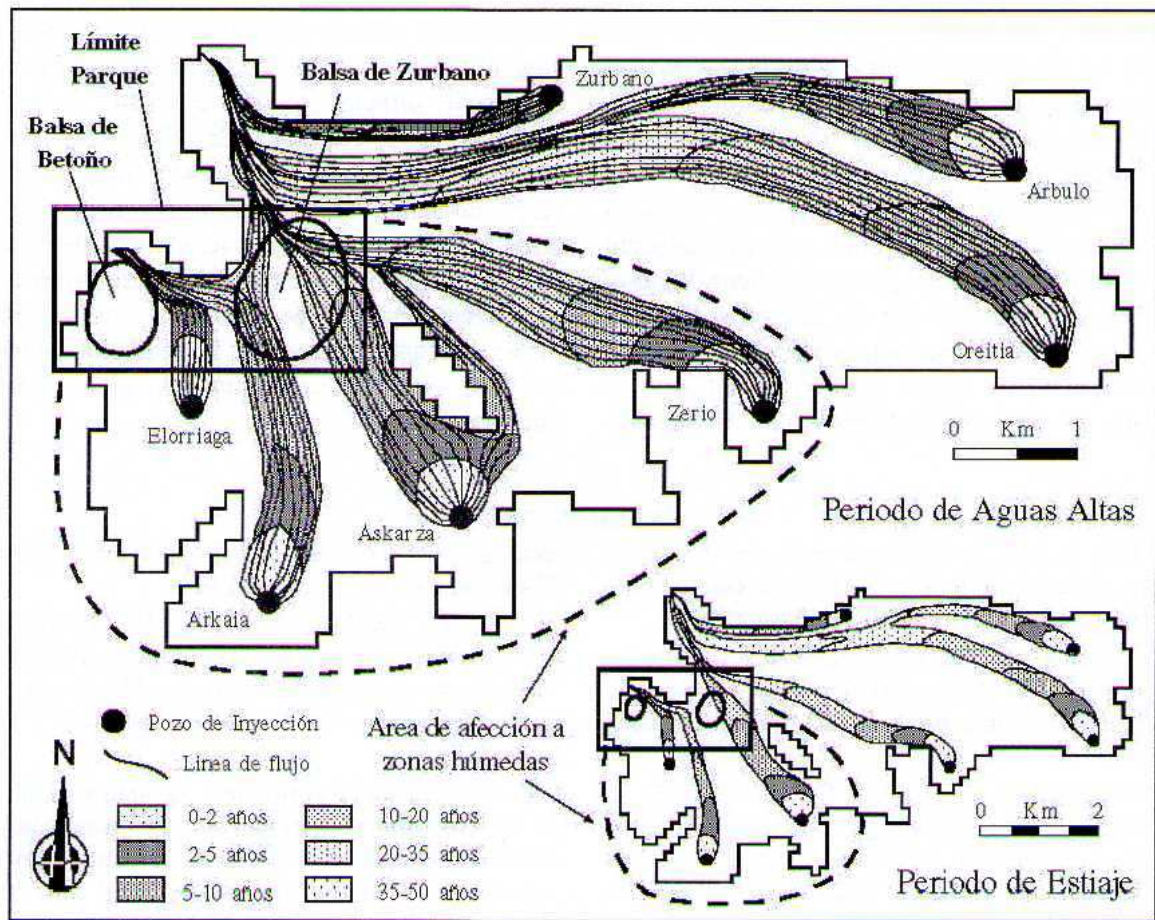 Límite
Parque
Balsa de Zurbano
Zurbano
Balsa de
Betoño
Arbulo
Oreitia
Zerio
Elorriaga
0 Km 1
Askarza
Periodo de Aguas Altas
Arkaia
Pozo de Inyección
Area de afección a
zonas húmedas
N
Linea de flujo
0-2 años
10-20 años
2-5 años
20-35 años
5-10 años
35-50 años
0 Km 2
Periodo de Estiaje